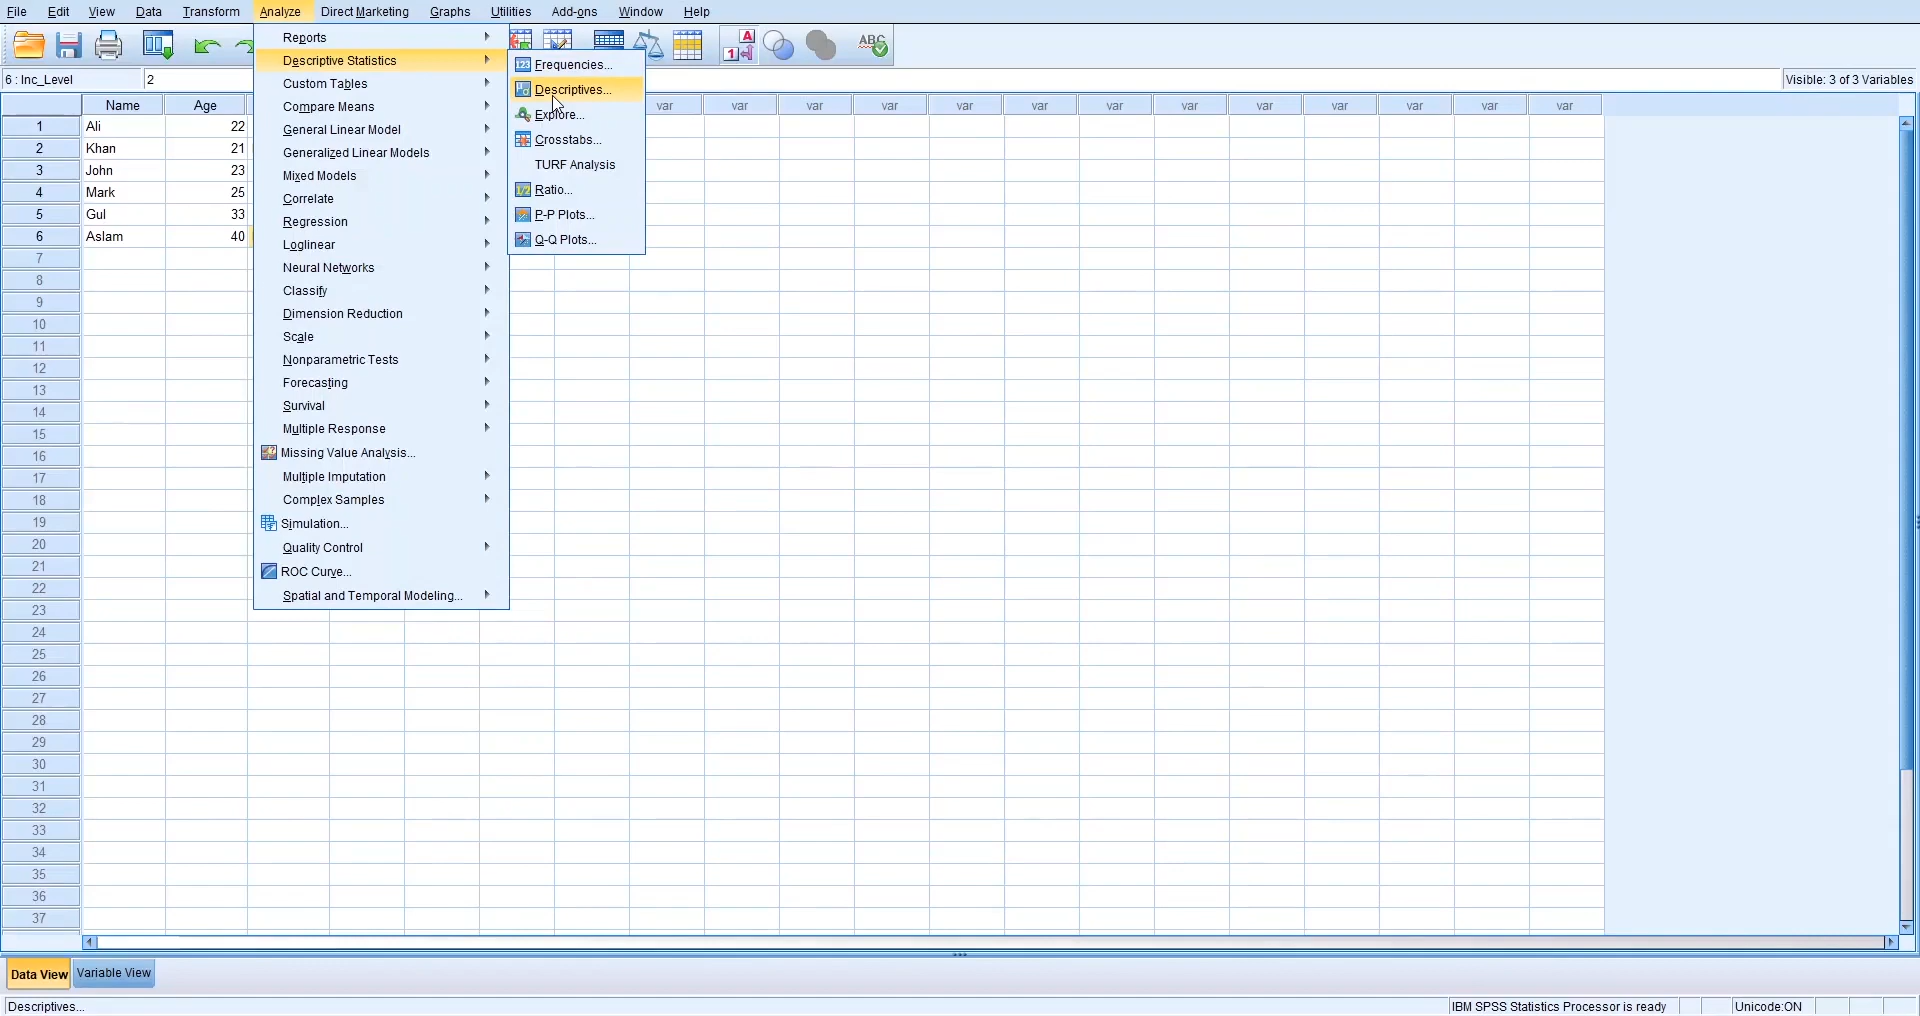 File Edit View Data Transform Analyze Direct Marketing Graphs Utilities Add-ons Window Help
A
1
ABC
6 : Inc_Level 2 Visible: 3 of 3 Variables
Name Age var var var var var var var var var var var var var
1 Ali 22
2 Khan 21
3 John 23
4 Mark 25
5 Gul 33
6 Aslam 40
7
8
9
10
11
12
13
14
15
16
17
18
19
20
21
22
23
24
25
26
27
28
29
30
31
32
33
34
35
36
37
Reports
Descriptive Statistics
Custom Tables
Compare Means
General Linear Model
Generalized Linear Models
Mixed Models
Correlate
Regression
Loglinear
Neural Networks
Classify
Dimension Reduction
Scale
Nonparametric Tests
Forecasting
Survival
Multiple Response
Missing Value Analysis...
Multiple Imputation
Complex Samples
Simulation...
Quality Control
ROC Curve...
Spatial and Temporal Modeling...
123 Frequencies...
Descriptives...
Explore...
Crosstabs...
TURF Analysis
1/2 Ratio...
P-P Plots...
Q-Q Plots...
Data View Variable View
Descriptives... IBM SPSS Statistics Processor is ready Unicode:ON